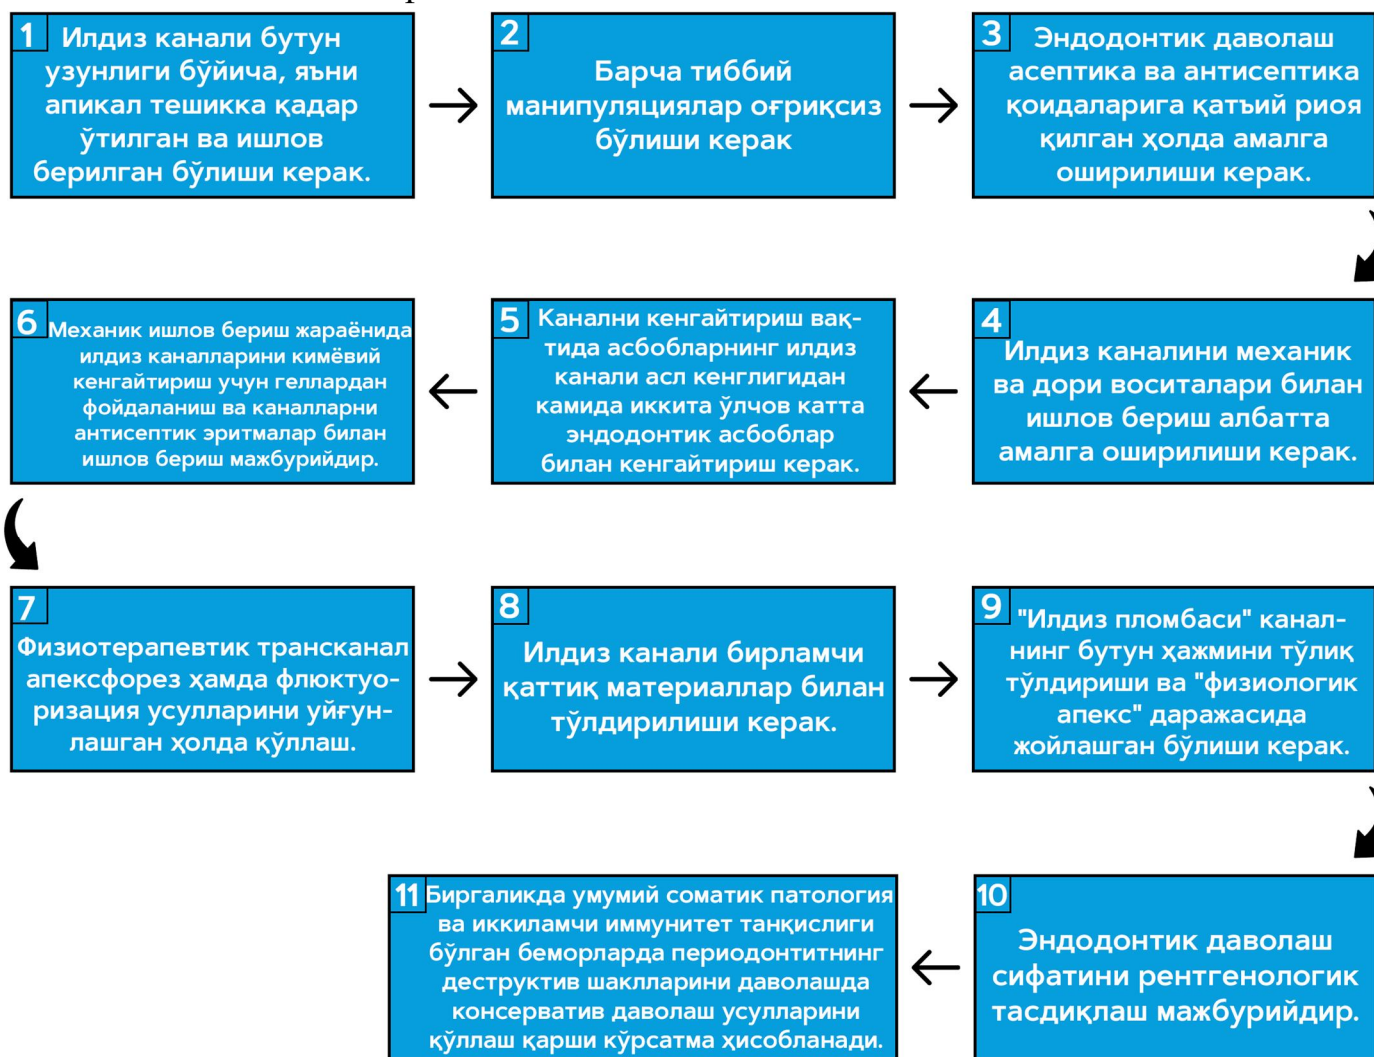 1
Илдиз канали бутун
узунлиги бўйича, яъни
апикал тешикка қадар
ўтилган ва ишлов
берилган бўлиши керак.
2
Барча тиббий
манипуляциялар оғриқсиз
бўлиши керак
3
Эндодонтик даволаш
асептика ва антисептика
қоидаларига қатъий риоя
қилган ҳолда амалга
оширилиши керак.
4
Илдиз каналини механик
ва дори воситалари билан
ишлов бериш албатта
амалга оширилиши керак.
5
Канални кенгайтириш вақ-
тида асбобларнинг илдиз
канали асл кенглигидан
камида иккита ўлчов катта
эндодонтик асбоблар
билан кенгайтириш керак.
6
Механик ишлов бериш жараёнида
илдиз каналларини кимёвий
кенгайтириш учун геллардан
фойдаланиш ва каналларни
антисептик эритмалар билан
ишлов бериш мажбурийдир.
7
Физиотерапевтик трансканал
апексфорез ҳамда флюктуо-
ризация усулларини уйғун-
лашган ҳолда қўллаш.
8
Илдиз канали бирламчи
қаттиқ материаллар билан
тўлдирилиши керак.
9
"Илдиз пломбаси" канал-
нинг бутун ҳажмини тўлиқ
тўлдириши ва "физиологик
апекс" даражасида
жойлашган бўлиши керак.
10
Эндодонтик даволаш
сифатини рентгенологик
тасдиқлаш мажбурийдир.
11
Биргаликда умумий соматик патология
ва иккиламчи иммунитет танқислиги
бўлган беморларда периодонтитнинг
деструктив шаклларини даволашда
консерватив даволаш усулларини
қўллаш қарши кўрсатма ҳисобланади.